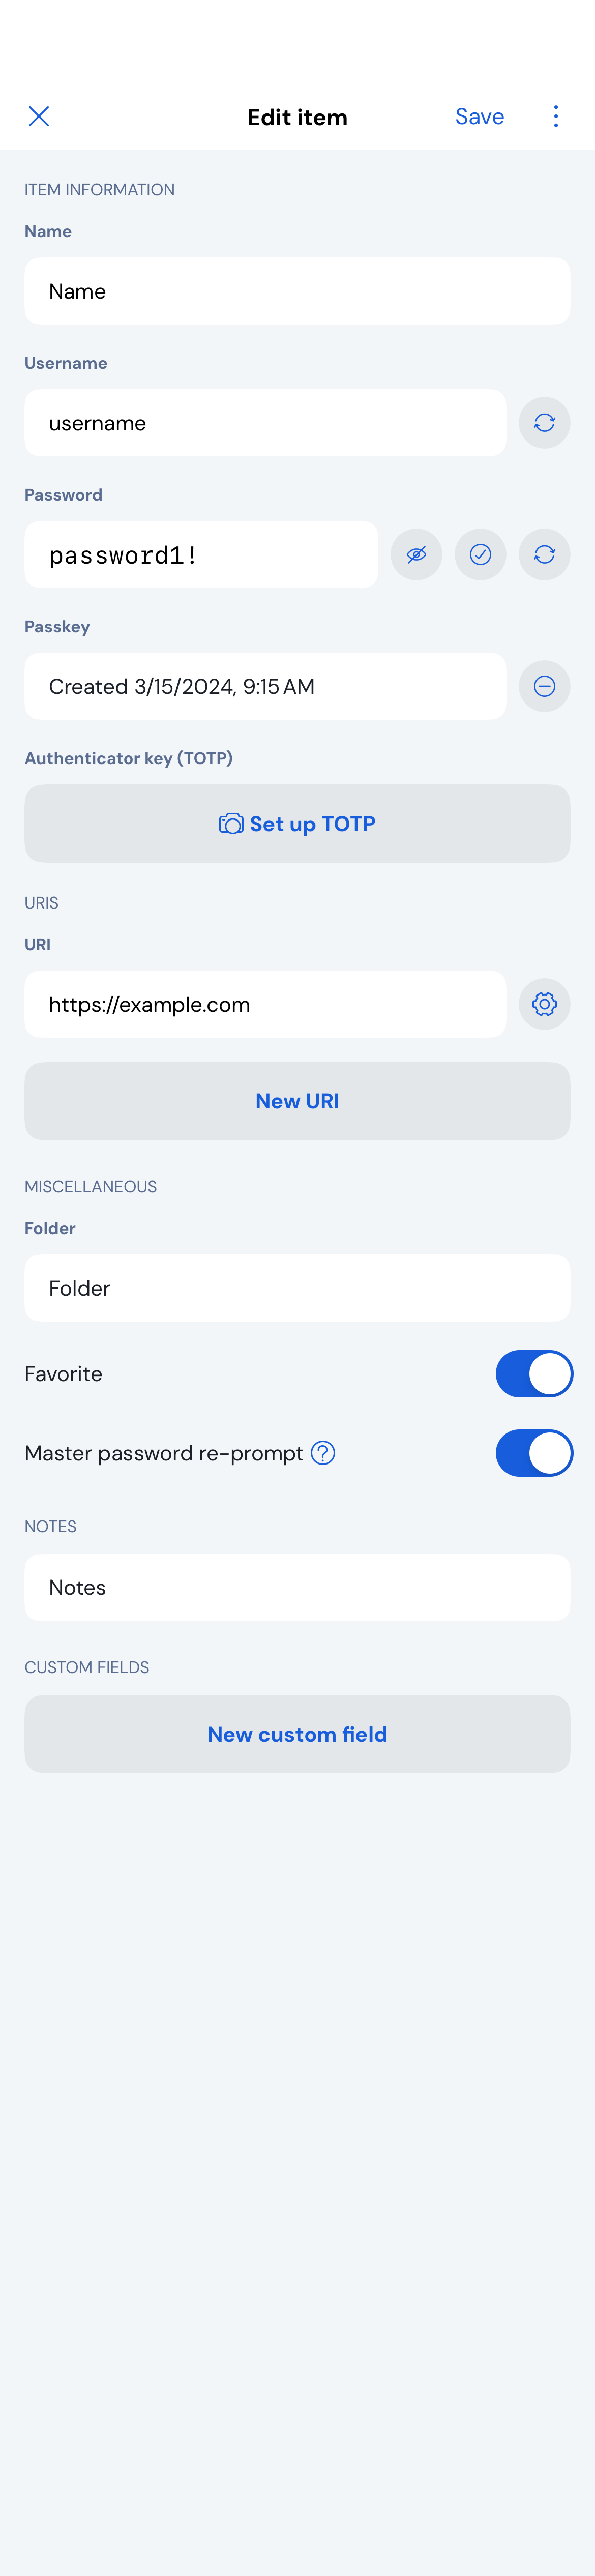 Edit item
Save
ITEM INFORMATION
Name
Name
Username
username
Password
password1!
Passkey
Created 3/15/2024, 9:15 AM
Authenticator key (TOTP)
Set up TOTP
URIS
URI
https://example.com
New URI
MISCELLANEOUS
Folder
Folder
Favorite
Master password re-prompt ?
NOTES
Notes
CUSTOM FIELDS
New custom field